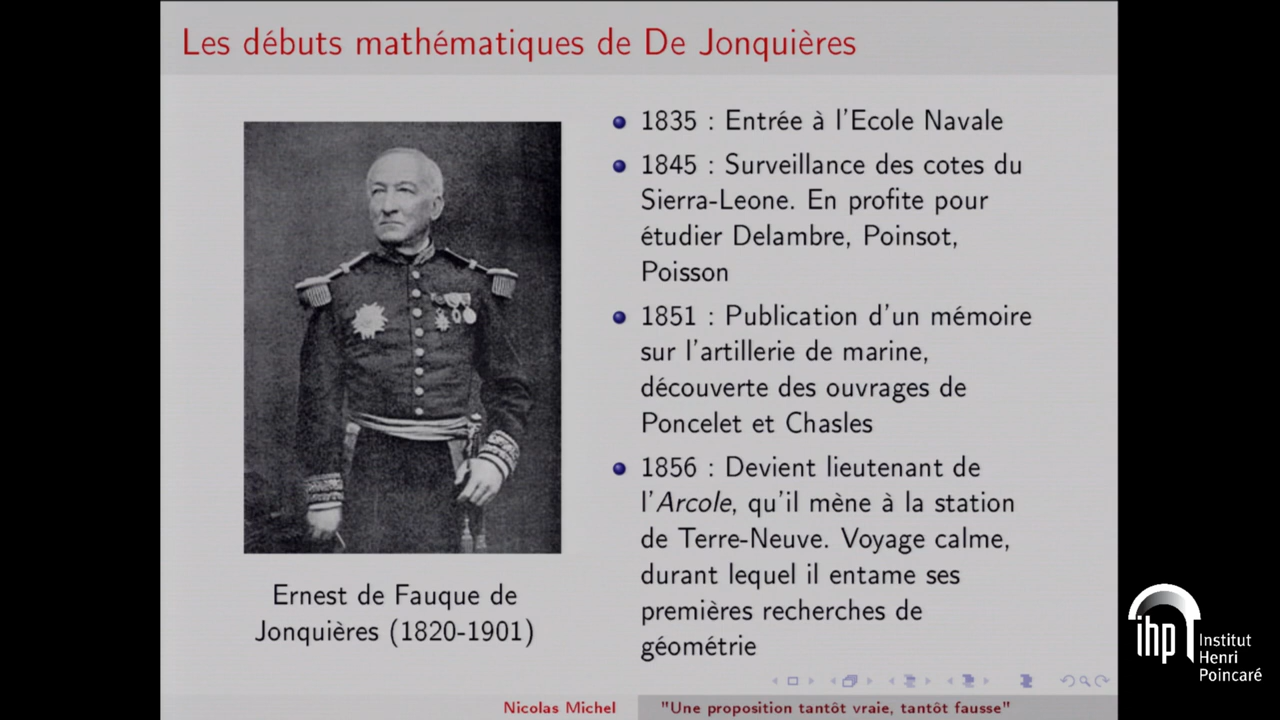 Les débuts mathématiques de De Jonquières
1835 : Entrée à l'Ecole Navale
1845 : Surveillance des cotes du
Sierra-Leone. En profite pour
étudier Delambre, Poinsot,
Poisson
1851 : Publication d'un mémoire
sur l'artillerie de marine,
découverte des ouvrages de
Poncelet et Chasles
1856 : Devient lieutenant de
l'Arcole, qu'il mène à la station
de Terre-Neuve. Voyage calme,
durant lequel il entame ses
premières recherches de
géométrie
Ernest de Fauque de
Jonquières (1820-1901)
Nicolas Michel
"Une proposition tantôt vraie, tantôt fausse"
ihp
Institut
Henri
Poincaré